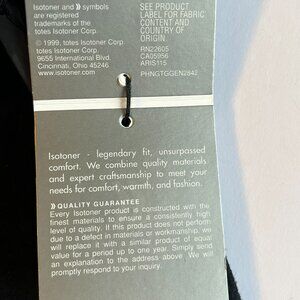 Isotoner and » symbols
are registered
trademarks of the
totes Isotoner Corp.
© 1999, totes Isotoner Corp.
totes Isotoner Corp.
9655 International Blvd.
Cincinnati, Ohio 45246
www.isotoner.com
SEE PRODUCT
LABEL FOR FABRIC
CONTENT AND
COUNTRY OF
ORIGIN
RN22605
CA05956
ARIS115
PHNGTGGEN2842
Isotoner - legendary fit, unsurpassed
comfort. We combine quality materials
and expert craftsmanship to meet your
needs for comfort, warmth, and fashion.
» QUALITY GUARANTEE
Every Isotoner product is constructed with the
finest materials to ensure a consistently high
level of quality. If this product does not perform
due to a defect in materials or workmanship, we
will replace it with a similar product of equal
value for a period up to one year. Simply send
an explanation to the address above. We will
promptly respond to your inquiry.